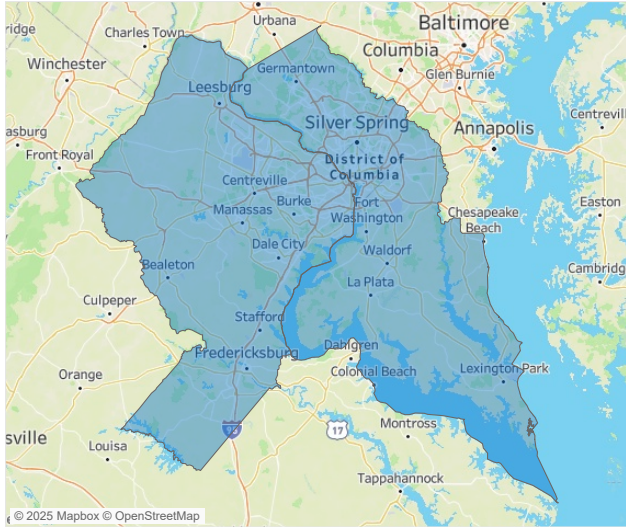 Baltimore
Urbana
ridge
Charles Town
Columbia
Winchester
Germantown
Glen Burnie
Leesburg
Centrevill
Silver Spring
Annapolis
asburg
Front Royal
District of
Columbia
Centreville
Easton
Burke
Fort
Washington
Manassas
Chesapeake
Beach
Dale City
Waldorf
Bealeton
Cambridg
La Plata
Culpeper
Stafford
Dahlgren
Fredericksburg
Orange
Colonial Beach
Lexington Park
95
17
sville
Louisa
Montross
Tappahannock
© 2025 Mapbox © OpenStreetMap